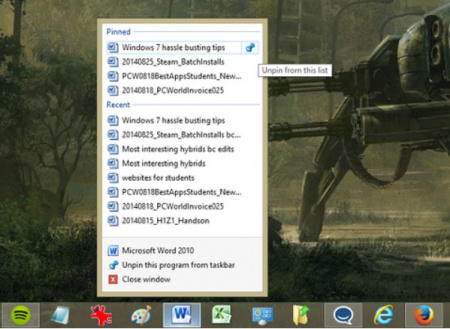 Pinned
Windows 7 hassle busting tips
20140825_Steam_BatchInstalls
Unpin from this list
PCW0818BestAppsStudents_New...
20140818_PCWorldInvoice025
Recent
Windows 7 hassle busting tips
20140825_Steam_BatchInstalls bc...
Most interesting hybrids bc edits
Most interesting hybrids
websites for students
PCW0818BestAppsStudents_New...
20140818_PCWorldInvoice025
20140815_H1Z1_Handson
Microsoft Word 2010
Unpin this program from taskbar
Close window